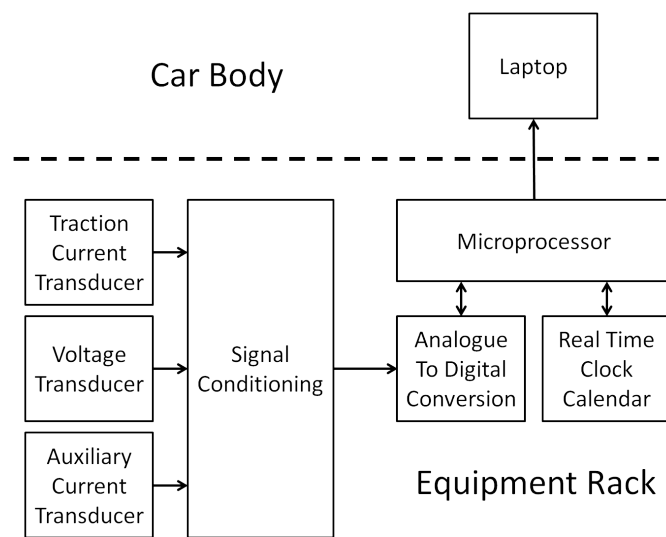 Car Body
Laptop
Traction
Current
Transducer
Voltage
Transducer
Auxiliary
Current
Transducer
Signal
Conditioning
Microprocessor
Analogue
To Digital
Conversion
Real Time
Clock
Calendar
Equipment Rack